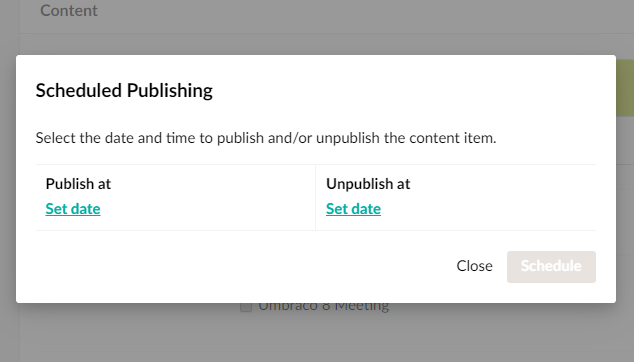 Content
Scheduled Publishing
Select the date and time to publish and/or unpublish the content item.
Publish at
Unpublish at
Set date
Set date
Close
Schedule
Umbraco 8 Meeting